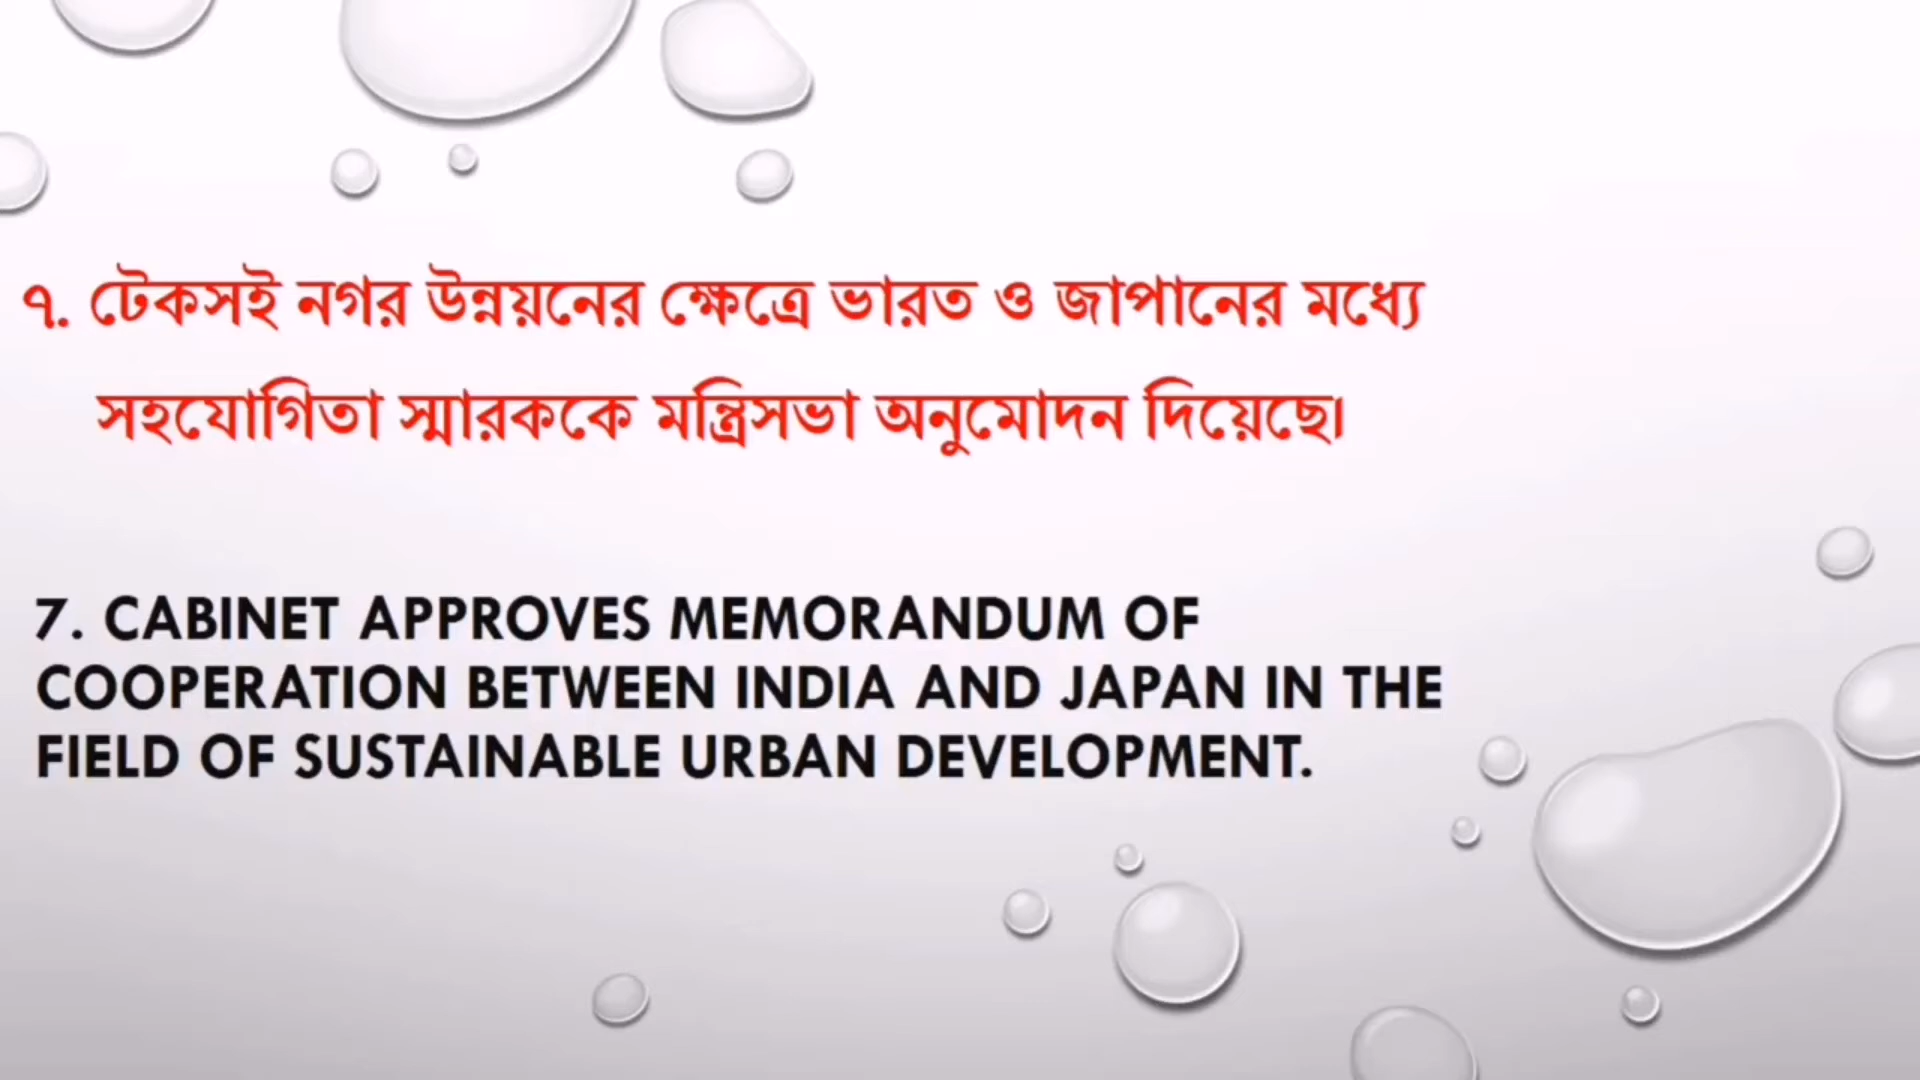 ৭. টেকসই নগর উন্নয়নের ক্ষেত্রে ভারত ও জাপানের মধ্যে
সহযোগিতা স্মারককে মন্ত্রিসভা অনুমোদন দিয়েছে।
7. CABINET APPROVES MEMORANDUM OF
COOPERATION BETWEEN INDIA AND JAPAN IN THE
FIELD OF SUSTAINABLE URBAN DEVELOPMENT.